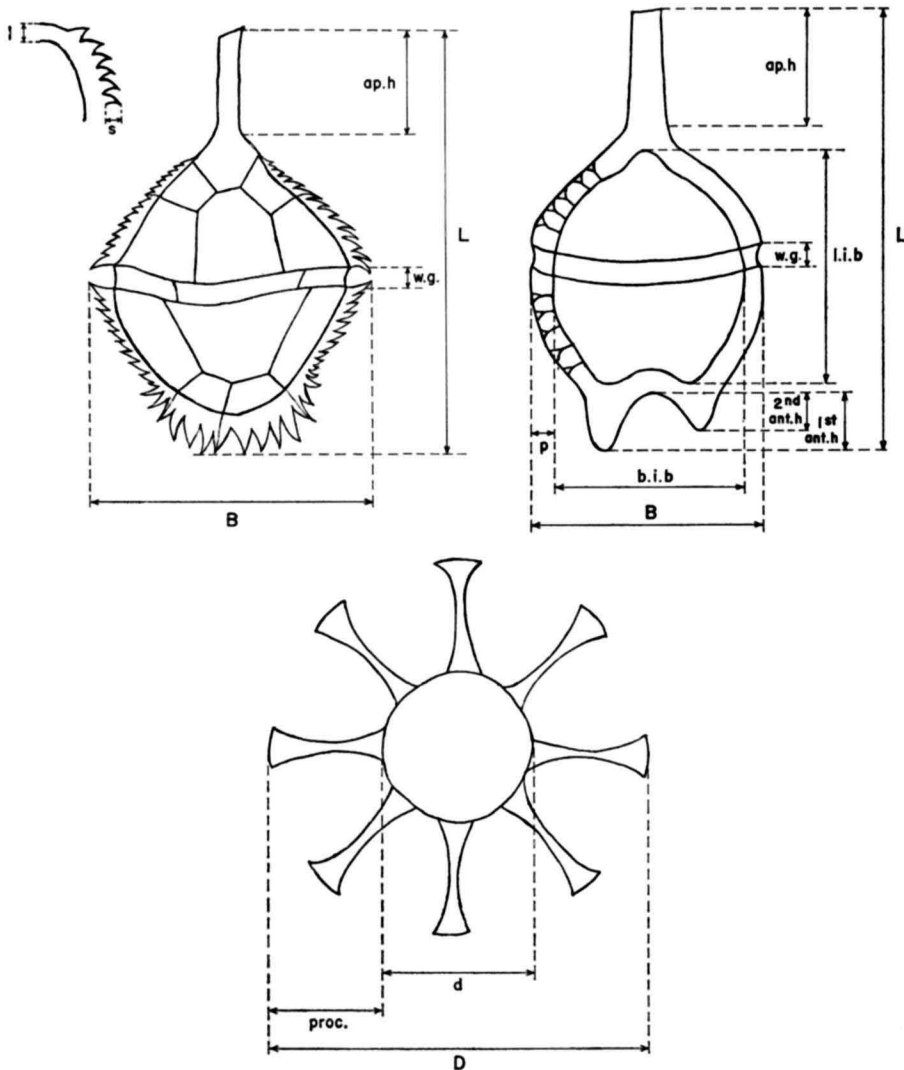 l
s
ap.h
L
w.g.
B
ap.h
L
l.i.b
w.g.
2nd
ant.h
1st
ant.h
p
b.i.b
B
d
proc.
D